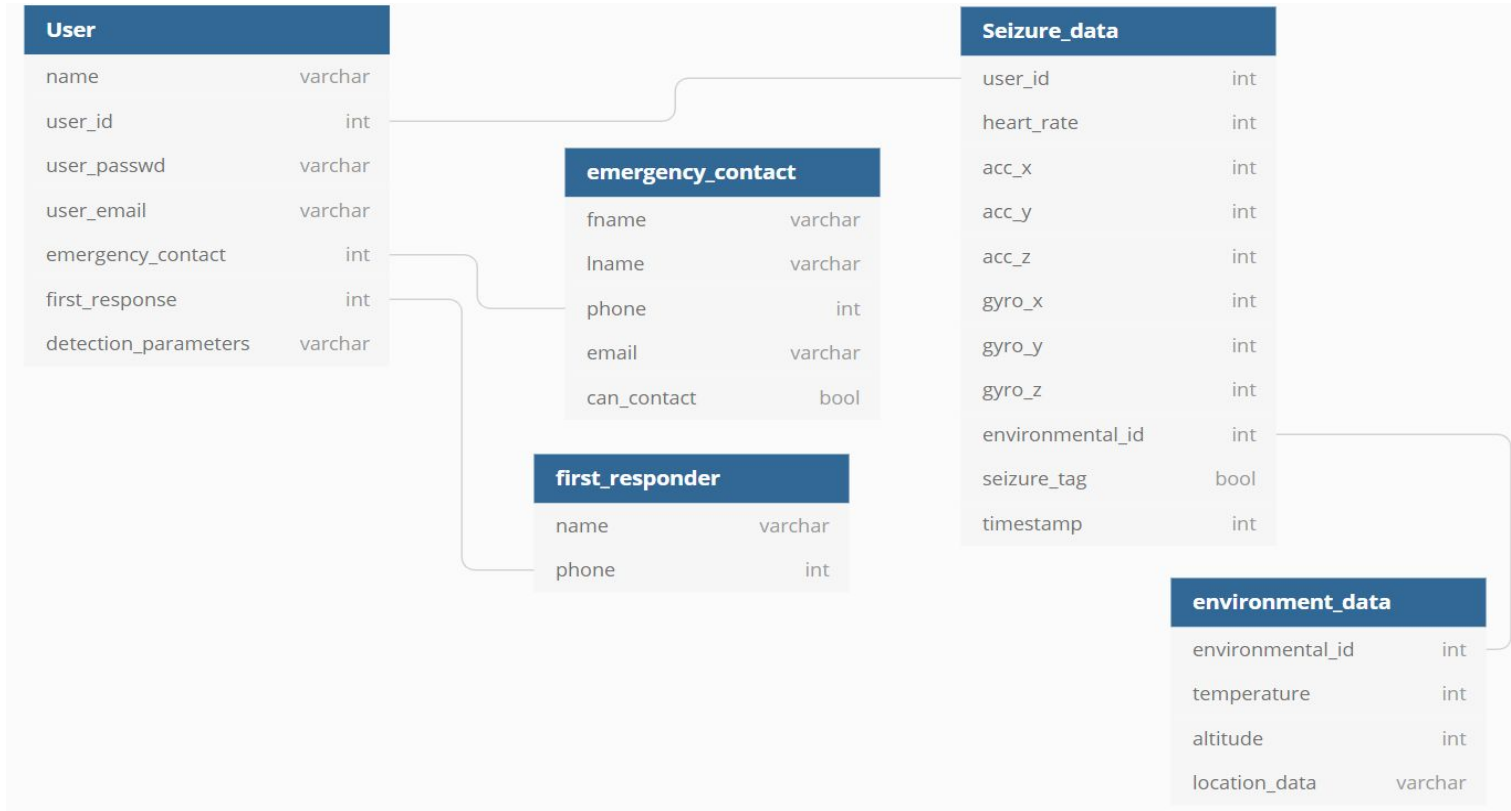 User
name varchar
user_id int
user_passwd varchar
user_email varchar
emergency_contact int
first_response int
detection_parameters varchar
emergency_contact
fname varchar
lname varchar
phone int
email varchar
can_contact bool
first_responder
name varchar
phone int
Seizure_data
user_id int
heart_rate int
acc_x int
acc_y int
acc_z int
gyro_x int
gyro_y int
gyro_z int
environmental_id int
seizure_tag bool
timestamp int
environment_data
environmental_id int
temperature int
altitude int
location_data varchar